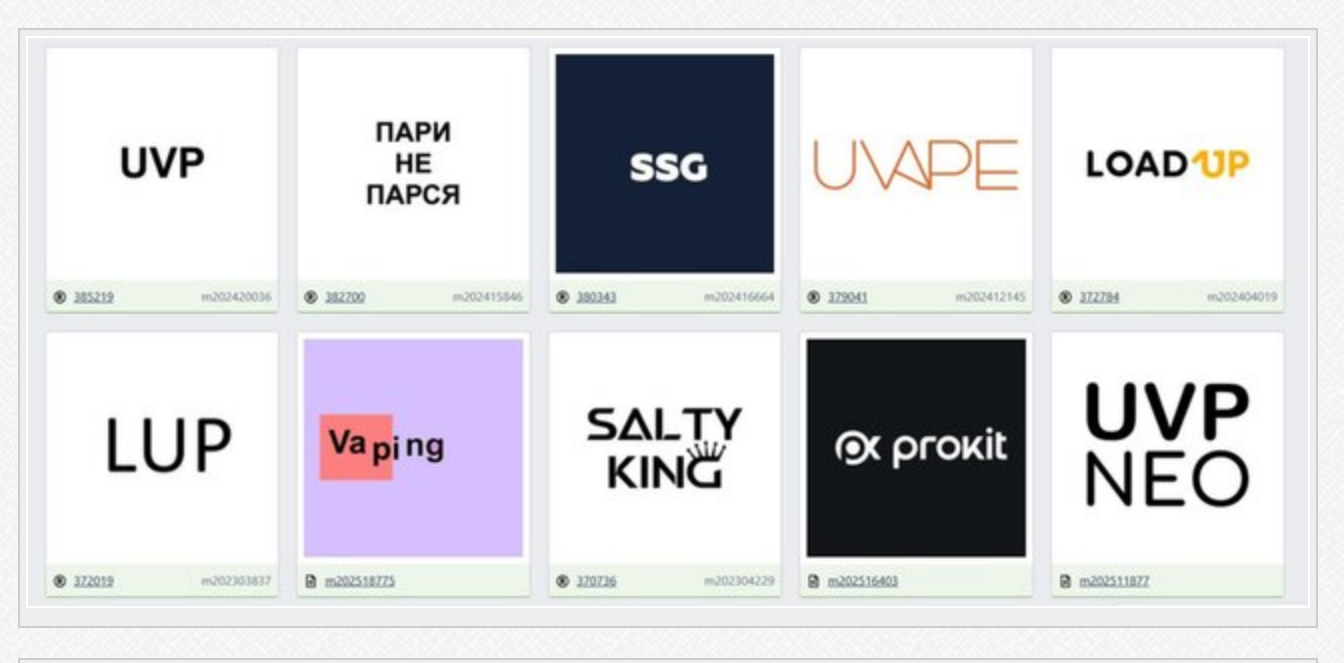 UVP
ПАРИ
НЕ
ПАРСЯ
SSG
UVAPE
LOAD UP
® 385219 m202420036
® 382700 m202415846
® 380343 m202416664
® 379041 m202412145
® 372784 m202404019
LUP
Vaping
SALTY
KING
px prokit
UVP
NEO
® 372019 m202303837
m202518775
® 370736 m202304229
m202516403
m202511877